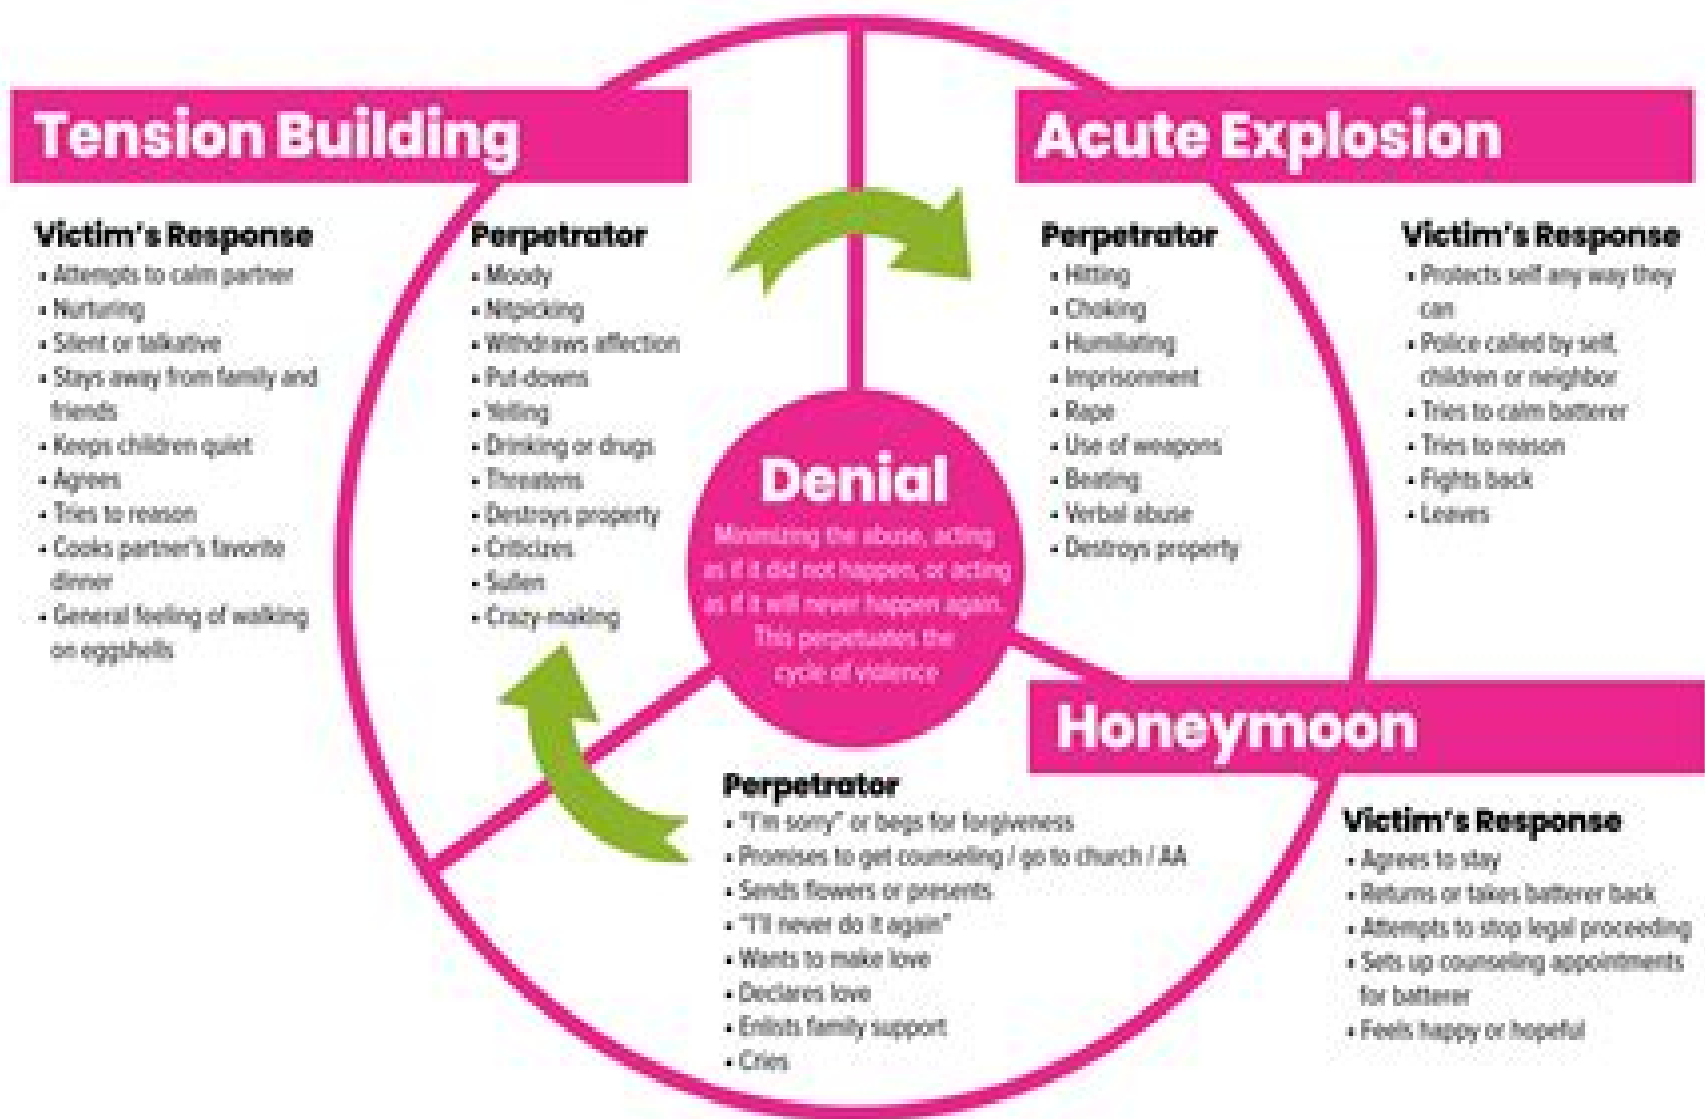 Tension Building
Victim's Response
• Attempts to calm partner
• Nurturing
• Silent or talkative
• Stays away from family and
friends
• Keeps children quiet
• Agrees
• Tries to reason
• Cooks partner's favorite
dinner
• General feeling of walking
on eggshells
Perpetrator
• Moody
• Nitpicking
• Withdraws affection
• Put-downs
• Yelling
• Drinking or drugs
• Threatens
• Destroys property
• Criticizes
• Sullen
• Crazy-making
Acute Explosion
Perpetrator
• Hitting
• Choking
• Humiliating
• Imprisonment
• Rape
• Use of weapons
• Beating
• Verbal abuse
• Destroys property
Victim's Response
• Protects self any way they
can
• Police called by self,
children or neighbor
• Tries to calm batterer
• Tries to reason
• Fights back
• Leaves
Denial
Minimizing the abuse, acting
as if it did not happen, or acting
as if it will never happen again.
This perpetuates the
cycle of violence
Honeymoon
Perpetrator
• "I'm sorry" or begs for forgiveness
• Promises to get counseling / go to church / AA
• Sends flowers or presents
• "I'll never do it again"
• Wants to make love
• Declares love
• Enlists family support
• Cries
Victim's Response
• Agrees to stay
• Returns or takes batterer back
• Attempts to stop legal proceeding
• Sets up counseling appointments
for batterer
• Feels happy or hopeful